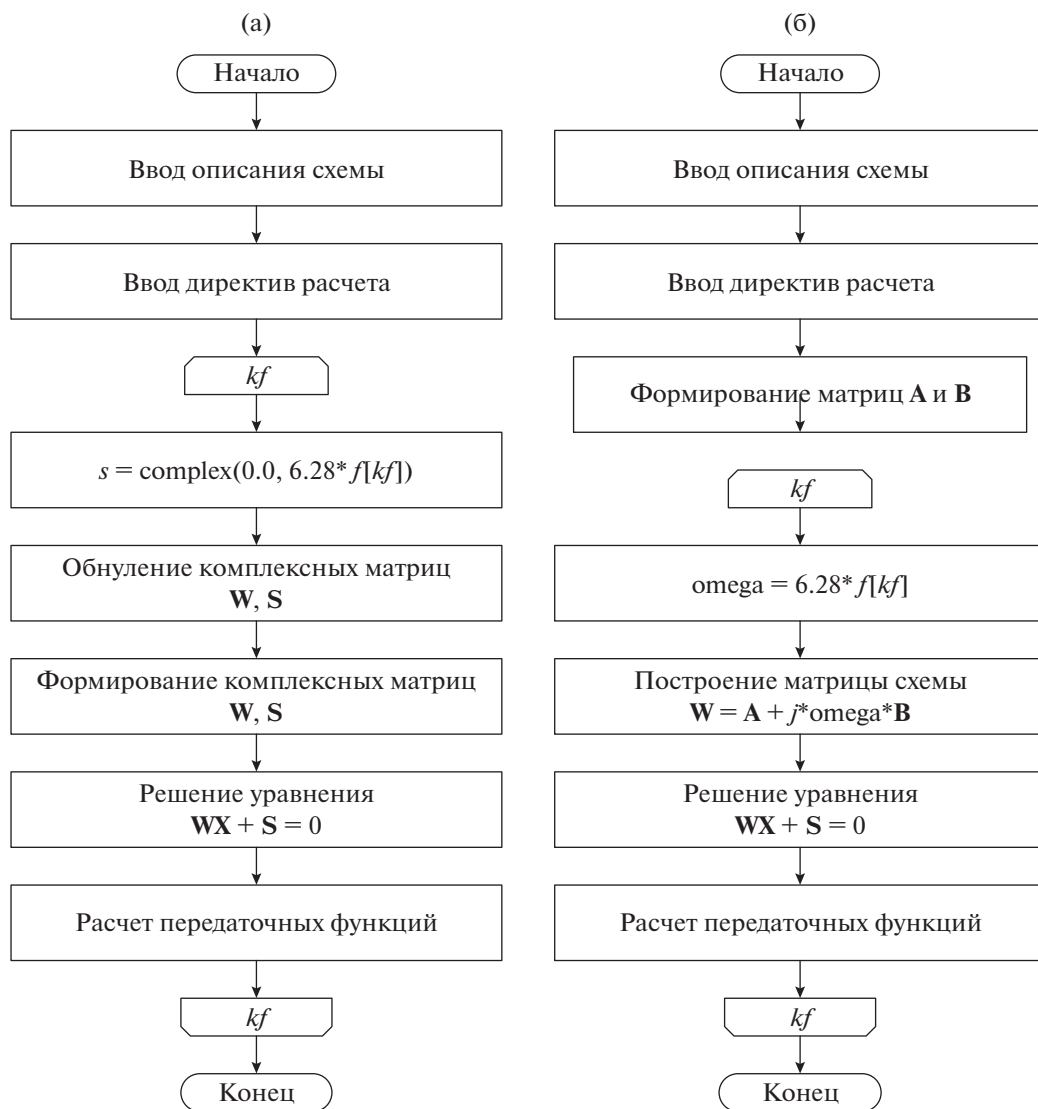 (а)
Начало
Ввод описания схемы
Ввод директив расчета
kf
s = complex(0.0, 6.28* f[kf])
Обнуление комплексных матриц
W, S
Формирование комплексных матриц
W, S
Решение уравнения
WX + S = 0
Расчет передаточных функций
kf
Конец
(б)
Начало
Ввод описания схемы
Ввод директив расчета
Формирование матриц A и B
kf
omega = 6.28* f[kf]
Построение матрицы схемы
W = A + j*omega*B
Решение уравнения
WX + S = 0
Расчет передаточных функций
kf
Конец